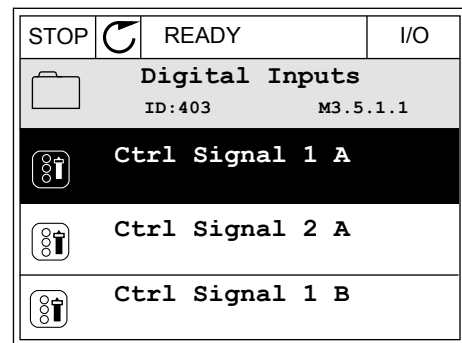 STOP READY I/O
Digital Inputs
ID:403 M3.5.1.1
Ctrl Signal 1 A
Ctrl Signal 2 A
Ctrl Signal 1 B